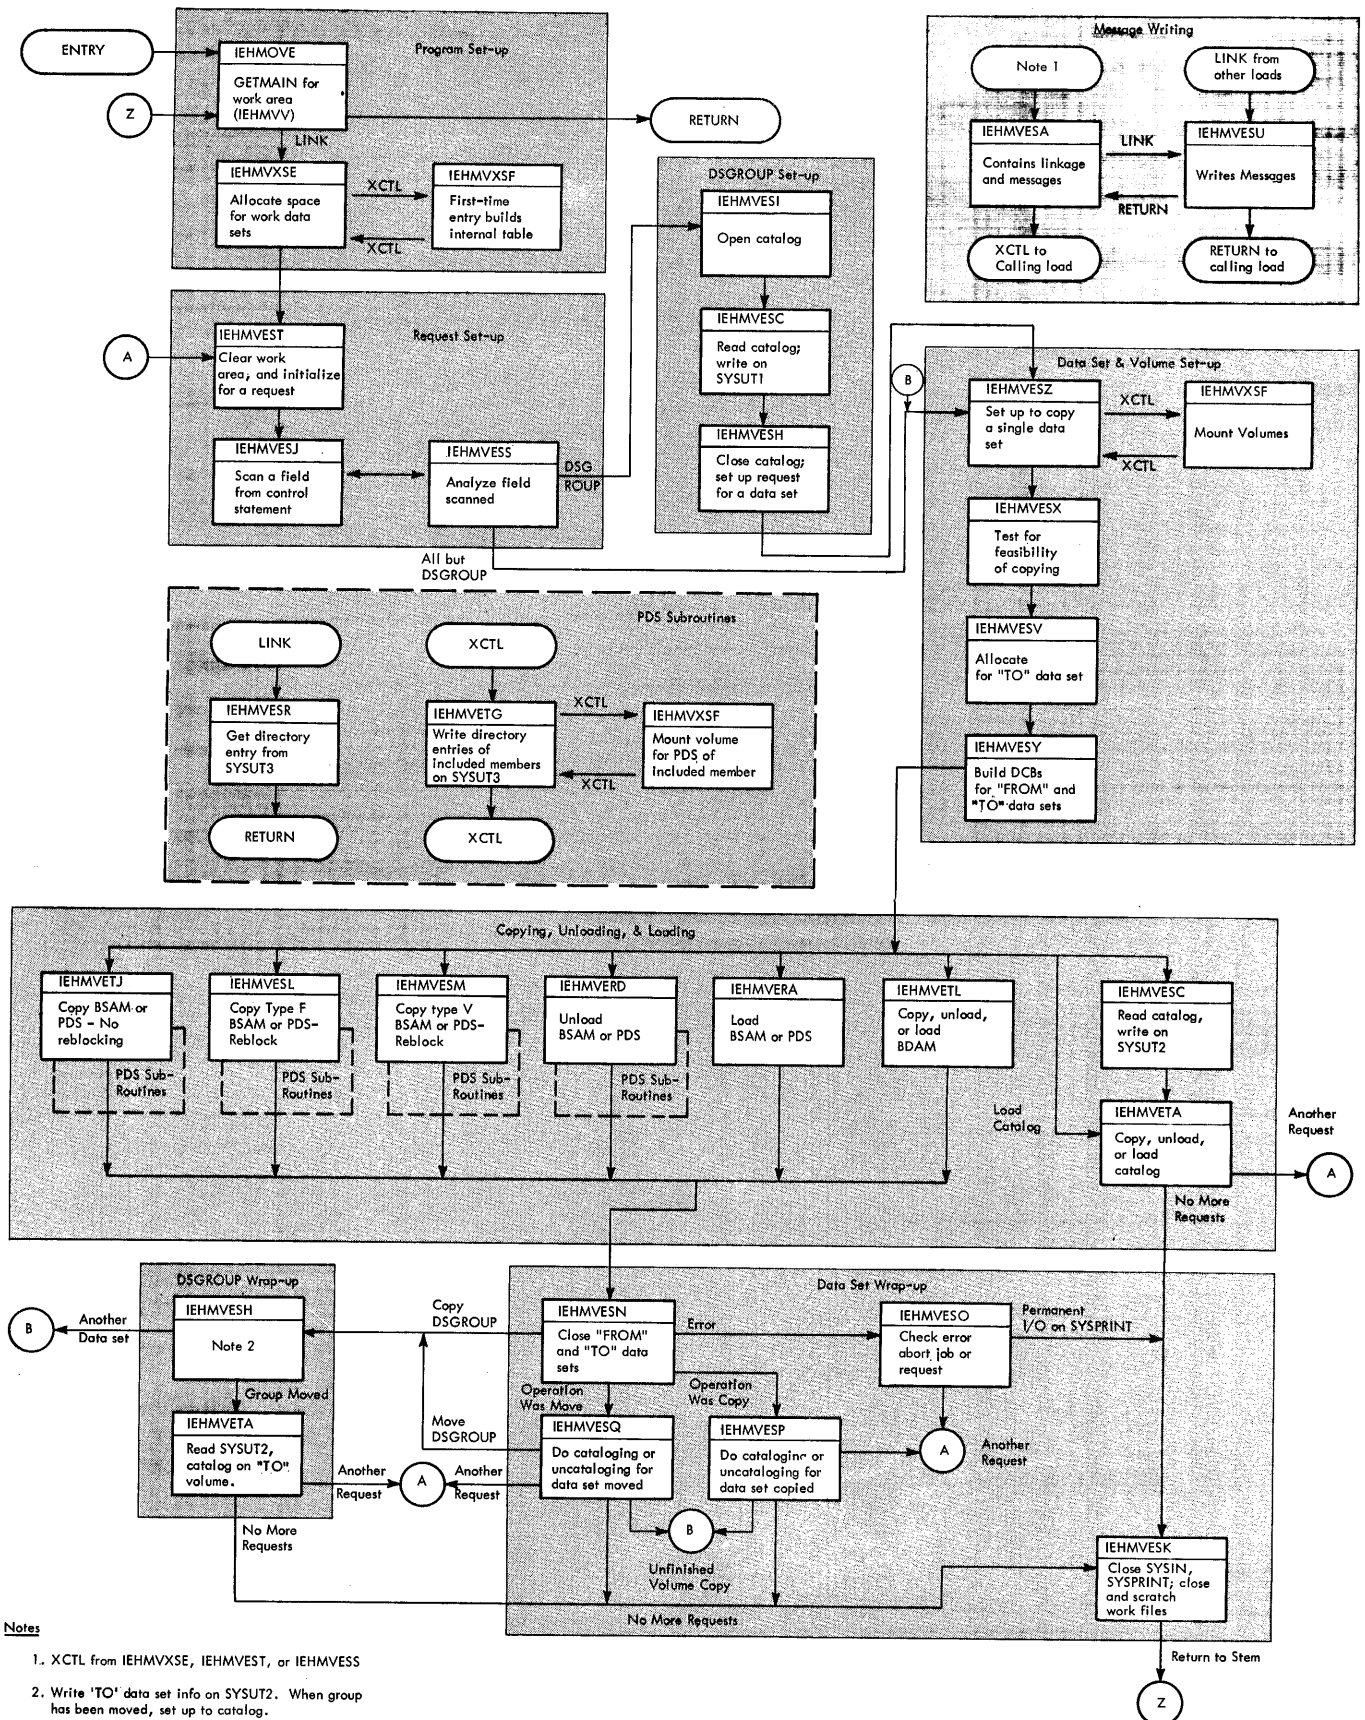 ENTRY
Z
IEHMOVE
GETMAIN for
work area
(IEHMVV)
Program Set-up
LINK
RETURN
IEHMVXSE
Allocate space
for work data
sets
XCTL
XCTL
IEHMVXSF
First-time
entry builds
internal table
Message Writing
Note 1
LINK from
other loads
IEHMVESA
Contains linkage
and messages
LINK
RETURN
IEHMVESU
Writes Messages
XCTL to
Calling load
RETURN to
calling load
DSGROUP Set-up
IEHMVESI
Open catalog
IEHMVESC
Read catalog;
write on
SYSUT1
IEHMVESH
Close catalog;
set up request
for a data set
Request Set-up
A
IEHMVEST
Clear work
area, and initialize
for a request
IEHMVESJ
Scan a field
from control
statement
IEHMVESS
Analyze field
scanned
DSG
ROUP
All but
DSGROUP
Data Set & Volume Set-up
B
IEHMVESZ
Set up to copy
a single data
set
XCTL
XCTL
IEHMVXSF
Mount Volumes
IEHMVESX
Test for
feasibility
of copying
IEHMVESV
Allocate
for "TO" data set
IEHMVESY
Build DCBs
for "FROM" and
"TO" data sets
PDS Subroutines
LINK
IEHMVESR
Get directory
entry from
SYSUT3
RETURN
XCTL
IEHMVETG
Write directory
entries of
included members
on SYSUT3
XCTL
XCTL
XCTL
IEHMVXSF
Mount volume
for PDS of
included member
Copying, Unloading, & Loading
IEHMVETJ
Copy BSAM or
PDS - No
reblocking
PDS Sub-
Routines
IEHMVESL
Copy Type F
BSAM or PDS-
Reblock
PDS Sub-
Routines
IEHMVESM
Copy type V
BSAM or PDS-
Reblock
PDS Sub-
Routines
IEHMVERD
Unload
BSAM or PDS
PDS Sub-
Routines
IEHMVERA
Load
BSAM or PDS
IEHMVETL
Copy, unload,
or load
BDAM
IEHMVESC
Read catalog,
write on
SYSUT2
Load
Catalog
IEHMVETA
Copy, unload,
or load
catalog
Another
Request
A
No More
Requests
DSGROUP Wrap-up
B
Another
Data set
IEHMVESH
Note 2
Group Moved
IEHMVETA
Read SYSUT2,
catalog on "TO"
volume.
Another
Request
A
Another
Request
No More
Requests
Copy
DSGROUP
Move
DSGROUP
Data Set Wrap-up
IEHMVESN
Close "FROM"
and "TO" data
sets
Error
Operation
Was Move
Operation
Was Copy
IEHMVESO
Check error
abort job or
request
Permanent
I/O on SYSPRINT
IEHMVESQ
Do cataloging or
uncataloging for
data set moved
IEHMVESP
Do cataloging or
uncataloging for
data set copied
A
Another
Request
B
Unfinished
Volume Copy
No More Requests
IEHMVESK
Close SYSIN,
SYSPRINT; close
and scratch
work files
Return to Stem
Z
Notes
1. XCTL from IEHMVXSE, IEHMVEST, or IEHMVESS
2. Write 'TO' data set info on SYSUT2. When group
has been moved, set up to catalog.